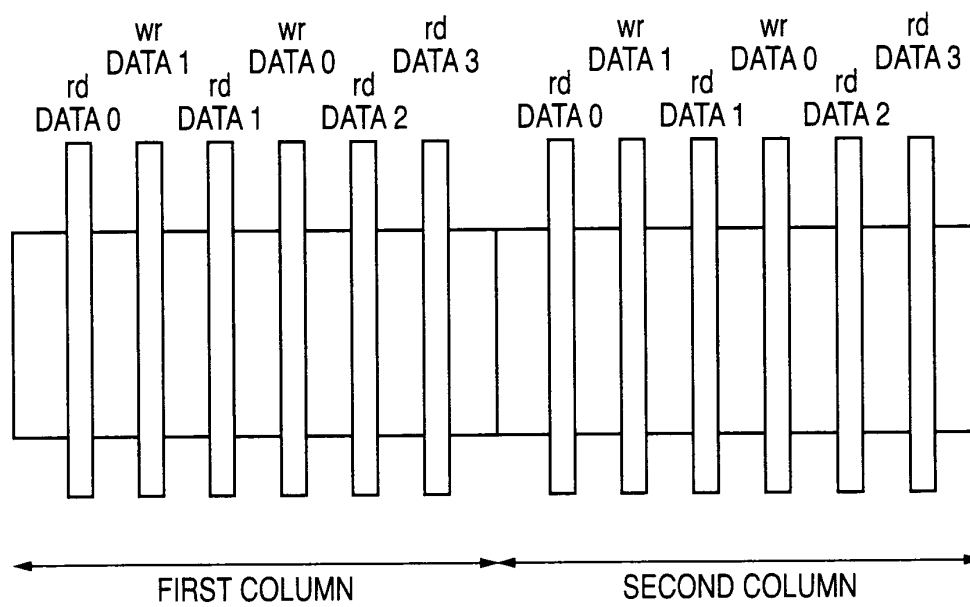 wr
DATA 1
wr
DATA 0
rd
DATA 3
rd
DATA 0
rd
DATA 1
rd
DATA 2
wr
DATA 1
wr
DATA 0
rd
DATA 3
rd
DATA 0
rd
DATA 1
rd
DATA 2
FIRST COLUMN
SECOND COLUMN